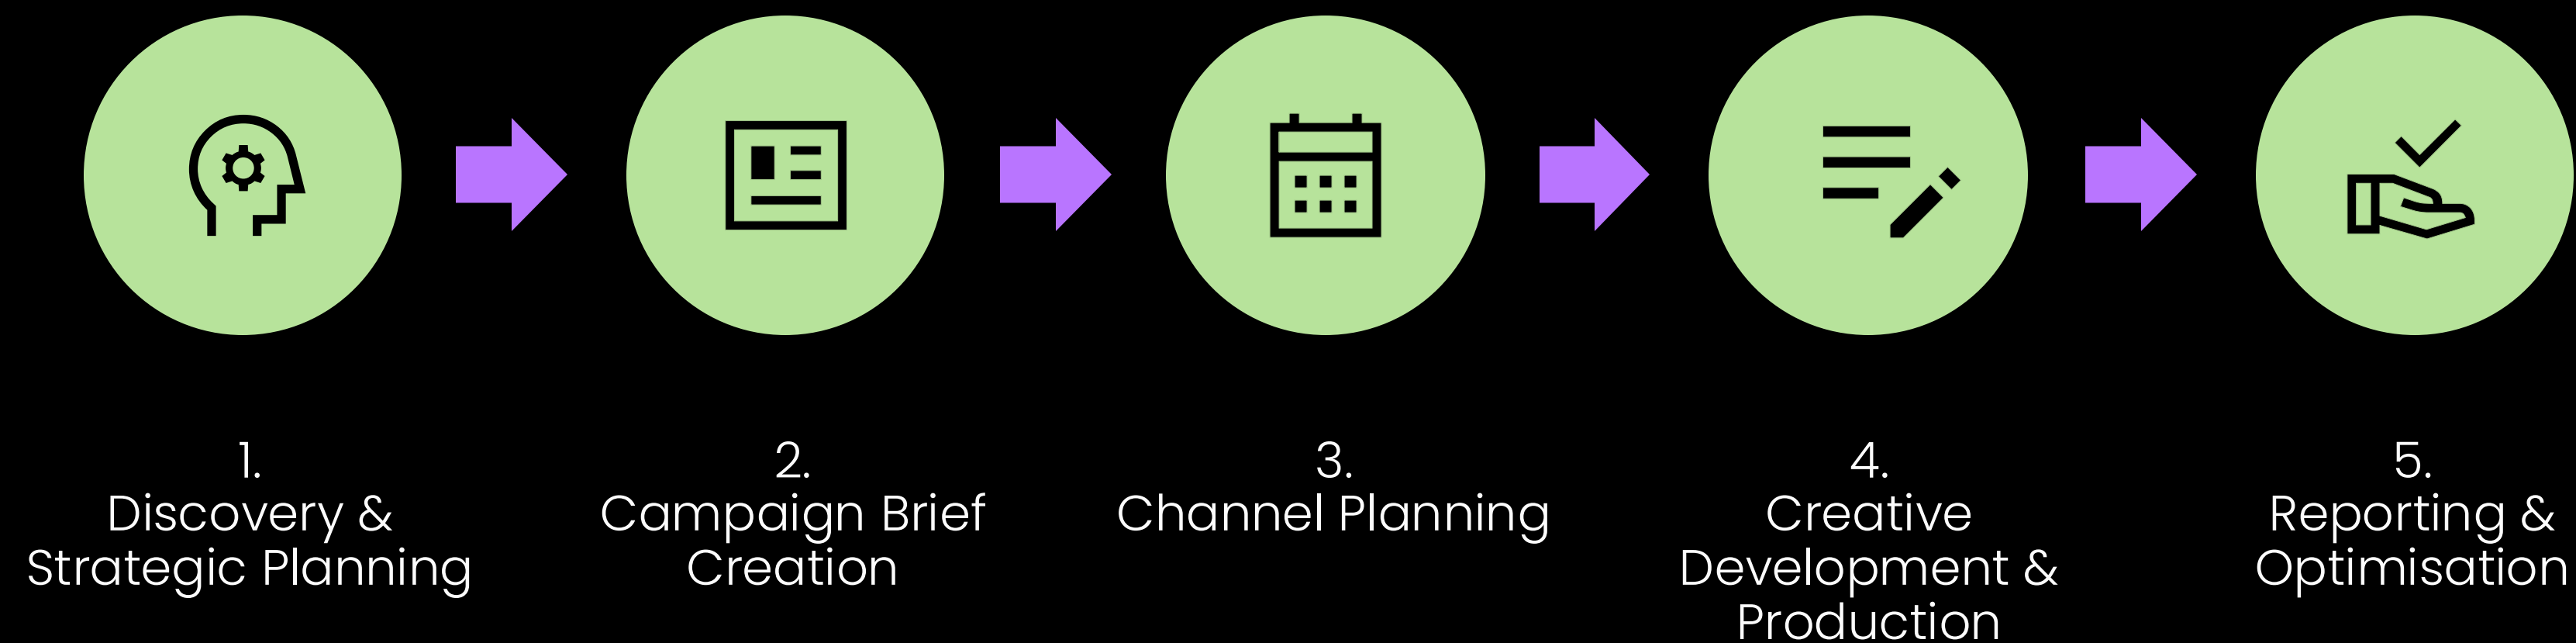 1.
Discovery &
Strategic Planning
2.
Campaign Brief
Creation
3.
Channel Planning
4.
Creative
Development &
Production
5.
Reporting &
Optimisation